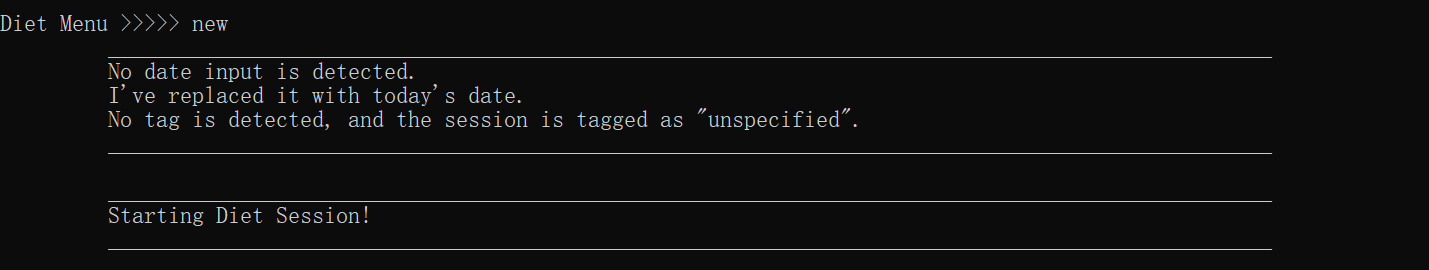 Diet Menu >>>>> new
No date input is detected.
I've replaced it with today's date.
No tag is detected, and the session is tagged as "unspecified".
Starting Diet Session!